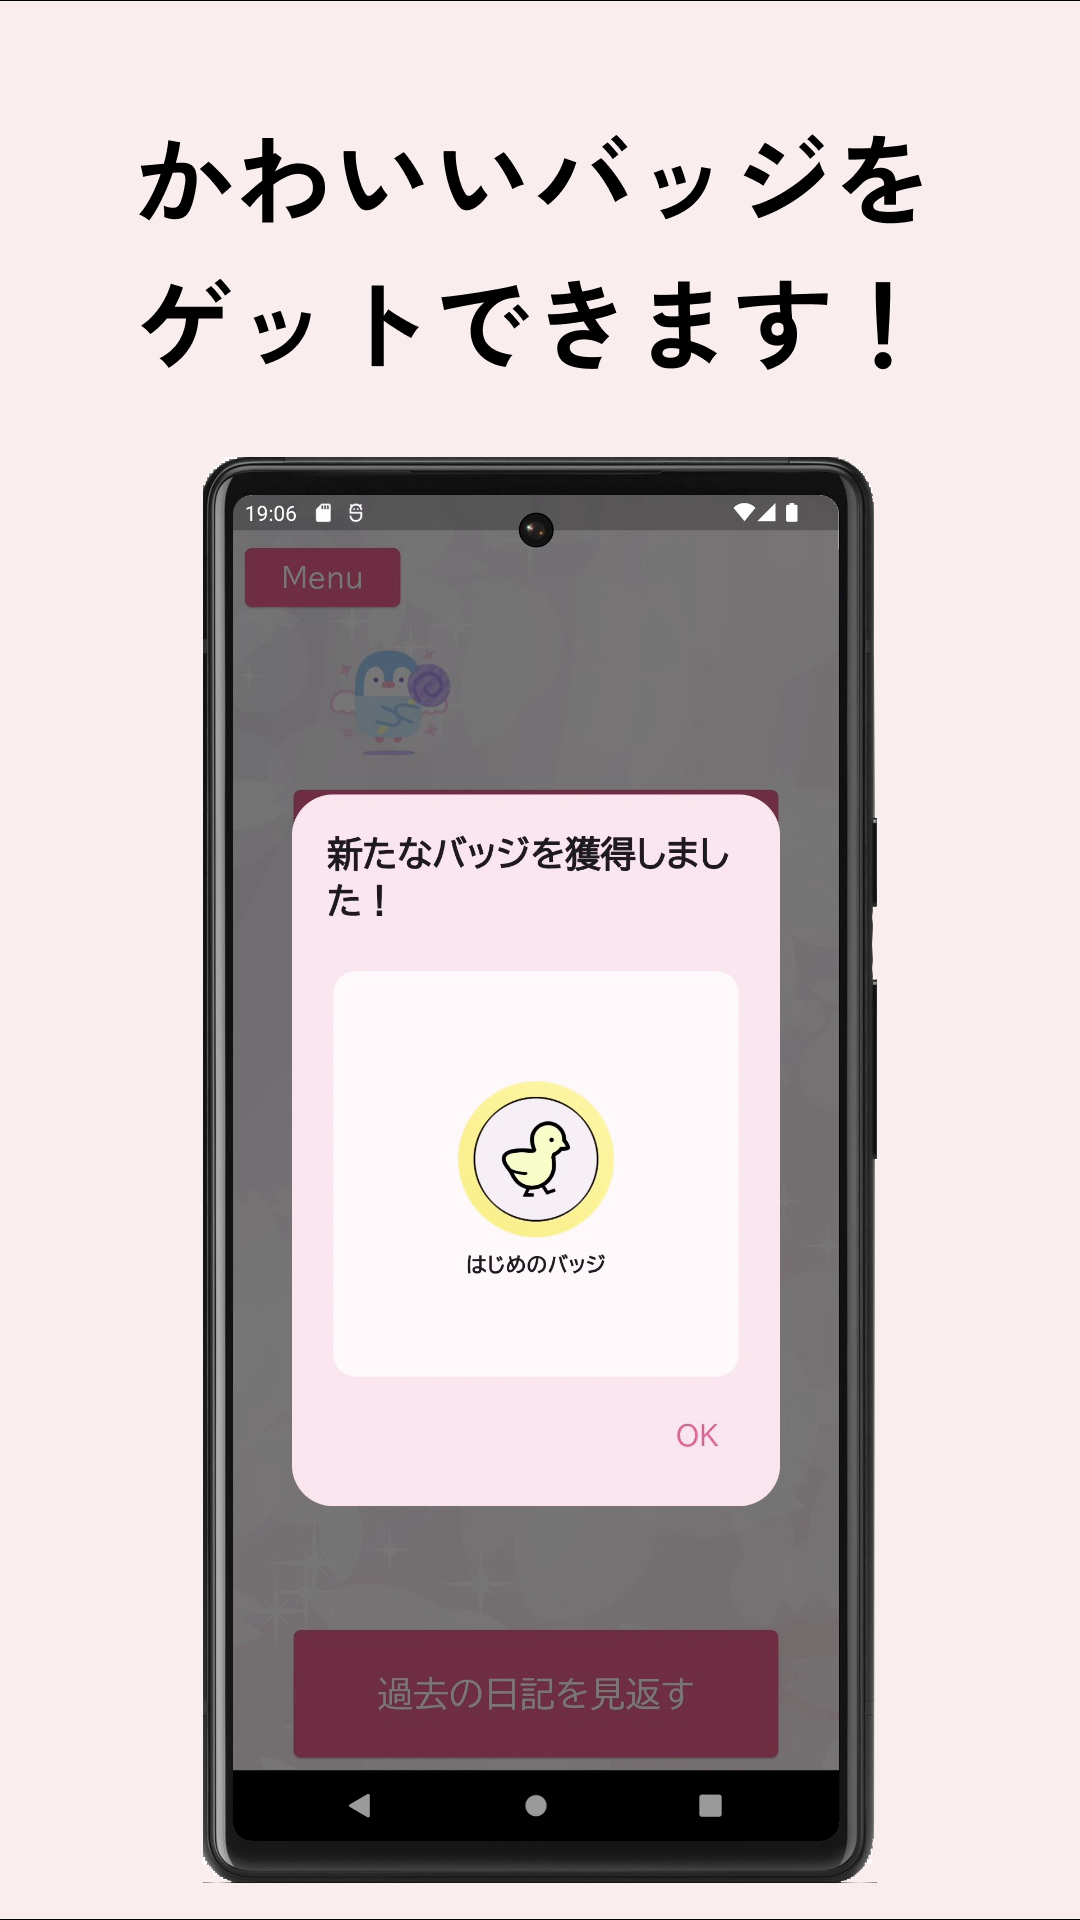 かわいいバッジを
ゲットできます！
19:06
Menu
新たなバッジを獲得しまし
た！
はじめのバッジ
OK
過去の日記を見返す